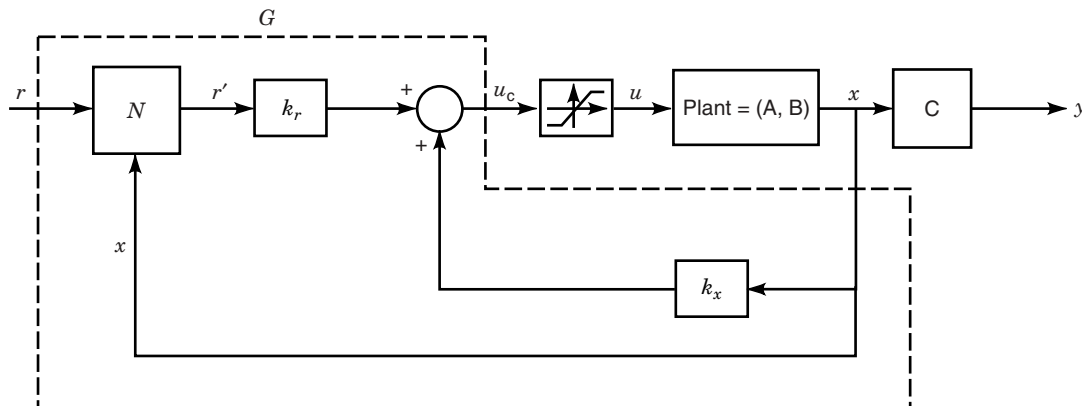 G
r
N
r′
k_r
+
+
u_c
u
Plant = (A, B)
x
C
y
x
k_x